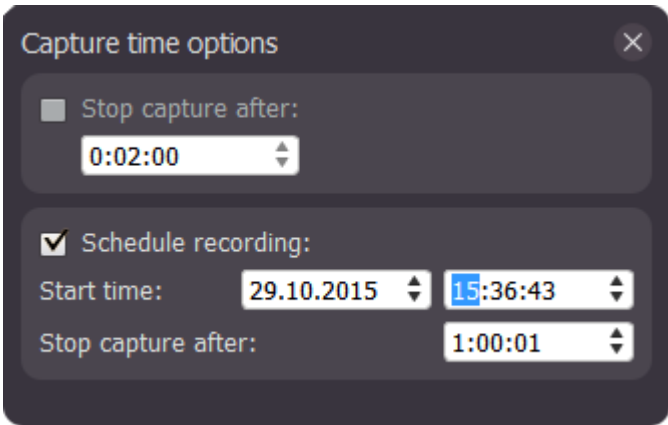 Capture time options
Stop capture after:
0:02:00
Schedule recording:
Start time: 29.10.2015 15:36:43
Stop capture after: 1:00:01